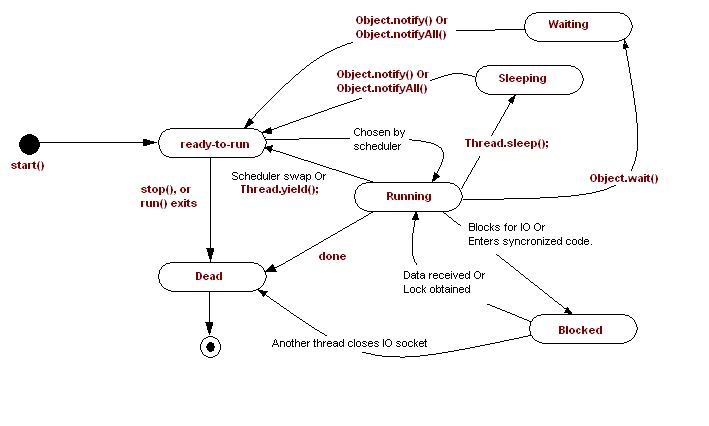 Object.notify() Or
Object.notifyAll()
Waiting
Object.notify() Or
Object.notifyAll()
Sleeping
start()
ready-to-run
Chosen by
scheduler
Thread.sleep();
Scheduler swap Or
Thread.yield();
Object.wait()
stop(), or
run() exits
Running
Blocks for IO Or
Enters syncronized code.
done
Dead
Data received Or
Lock obtained
Blocked
Another thread closes IO socket